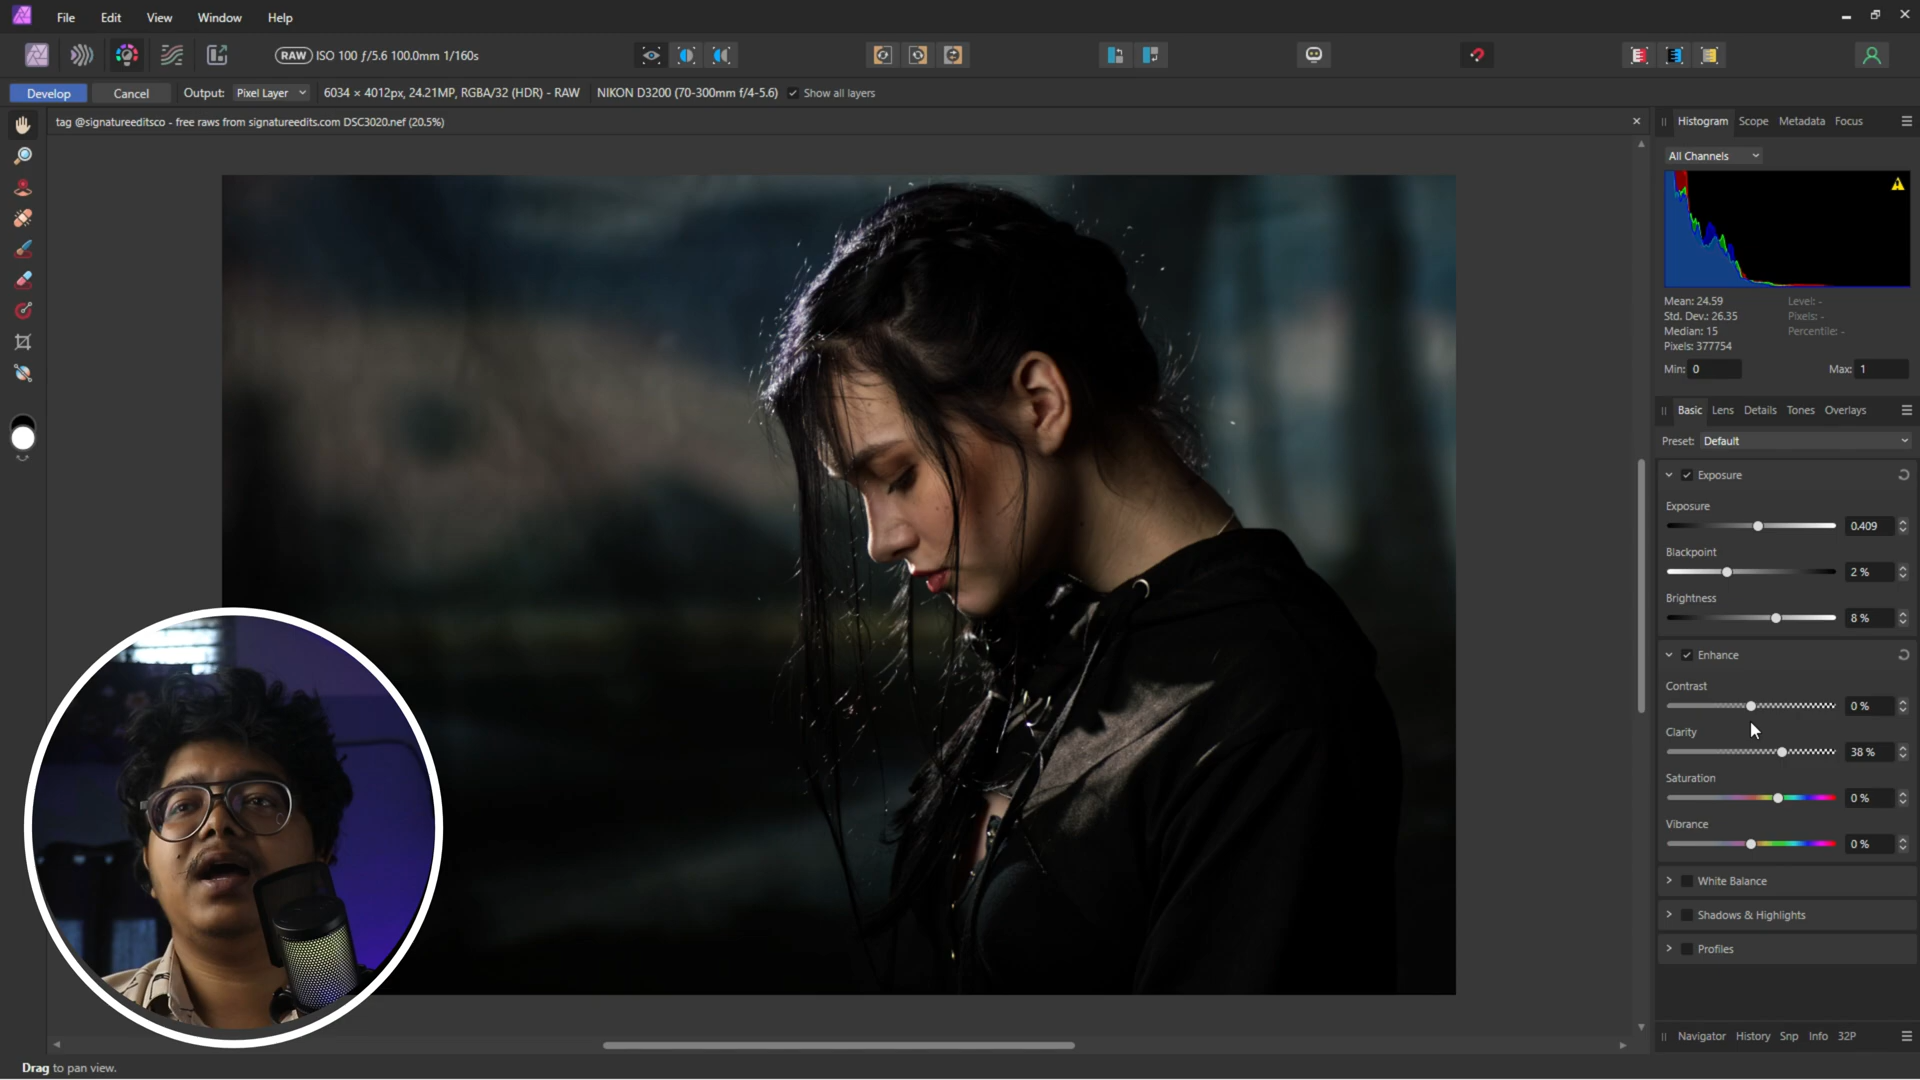 File Edit View Window Help
RAW ISO 100 ƒ/5.6 100.0mm 1/160s
Develop Cancel Output: Pixel Layer 6034 × 4012px, 24.21MP, RGBA/32 (HDR) - RAW NIKON D3200 (70-300mm f/4-5.6) Show all layers
tag @signatureeditsco - free raws from signatureedits.com DSC3020.nef (20.5%)
Histogram Scope Metadata Focus
All Channels
Mean: 24.59 Level: -
Std. Dev.: 26.35 Pixels: -
Median: 15 Percentile: -
Pixels: 377754
Min: 0 Max: 1
Basic Lens Details Tones Overlays
Preset: Default
Exposure
Exposure
0.409
Blackpoint
2 %
Brightness
8 %
Enhance
Contrast
0 %
Clarity
38 %
Saturation
0 %
Vibrance
0 %
White Balance
Shadows & Highlights
Profiles
Navigator History Snp Info 32P
Drag to pan view.